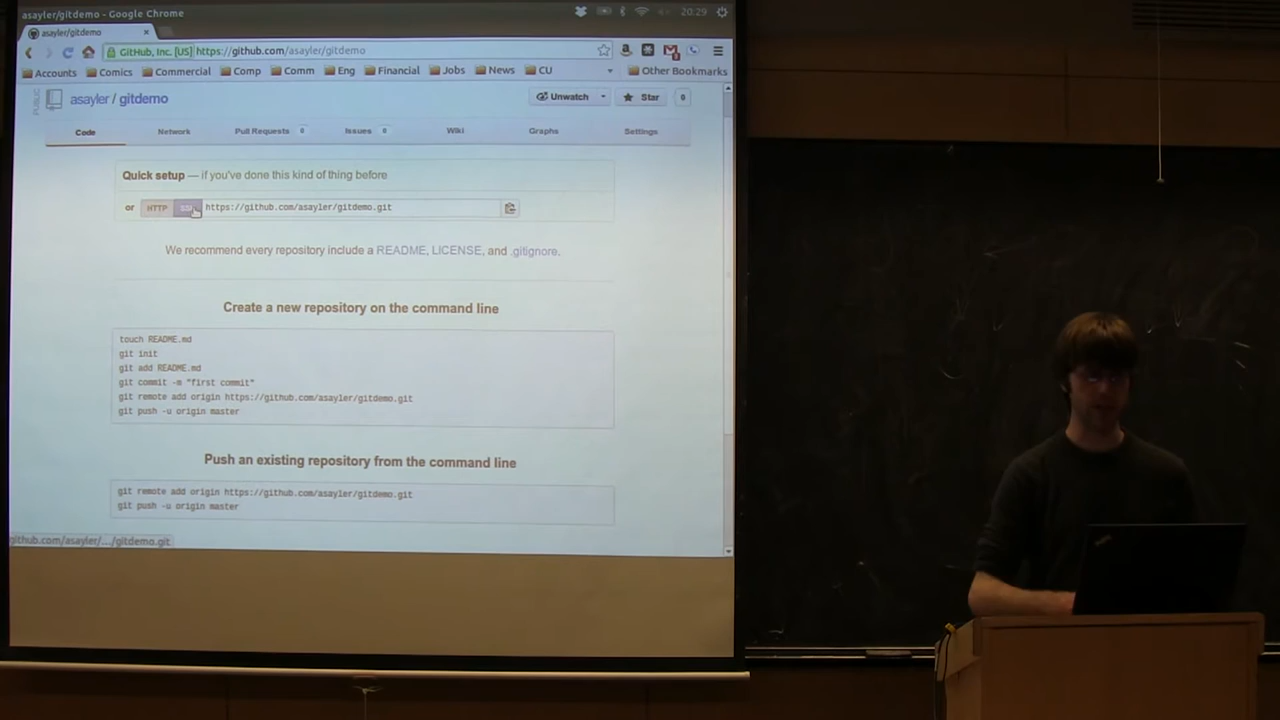 asayler/gitdemo - Google Chrome
20:29
asayler/gitdemo
GitHub, Inc. [US] https://github.com/asayler/gitdemo
Accounts Comics Commercial Comp Comm Eng Financial Jobs News CU Other Bookmarks
PUBLIC
asayler / gitdemo
Unwatch Star 0
Code Network Pull Requests 0 Issues 0 Wiki Graphs Settings
Quick setup — if you've done this kind of thing before
or HTTP SSH https://github.com/asayler/gitdemo.git
We recommend every repository include a README, LICENSE, and .gitignore.
Create a new repository on the command line
touch README.md
git init
git add README.md
git commit -m "first commit"
git remote add origin https://github.com/asayler/gitdemo.git
git push -u origin master
Push an existing repository from the command line
git remote add origin https://github.com/asayler/gitdemo.git
git push -u origin master
github.com/asayler/.../gitdemo.git